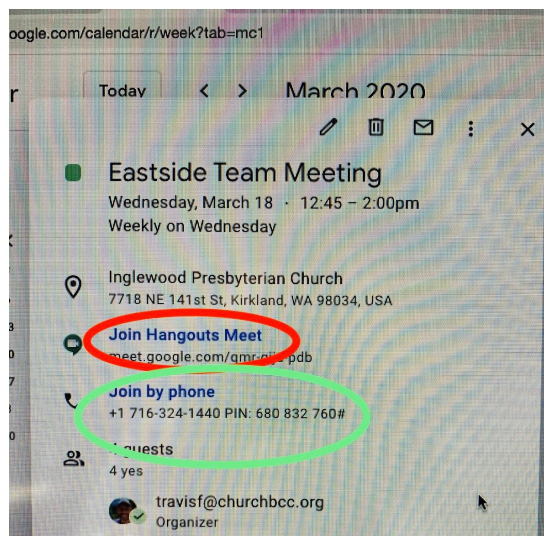 oogle.com/calendar/r/week?tab=mc1
r
Today
March 2020
Eastside Team Meeting
Wednesday, March 18 · 12:45 – 2:00pm
Weekly on Wednesday
Inglewood Presbyterian Church
7718 NE 141st St, Kirkland, WA 98034, USA
Join Hangouts Meet
pdb
Join by phone
+1 716-324-1440 PIN: 680 832 760#
guests
4 yes
travisf@churchbcc.org
Organizer